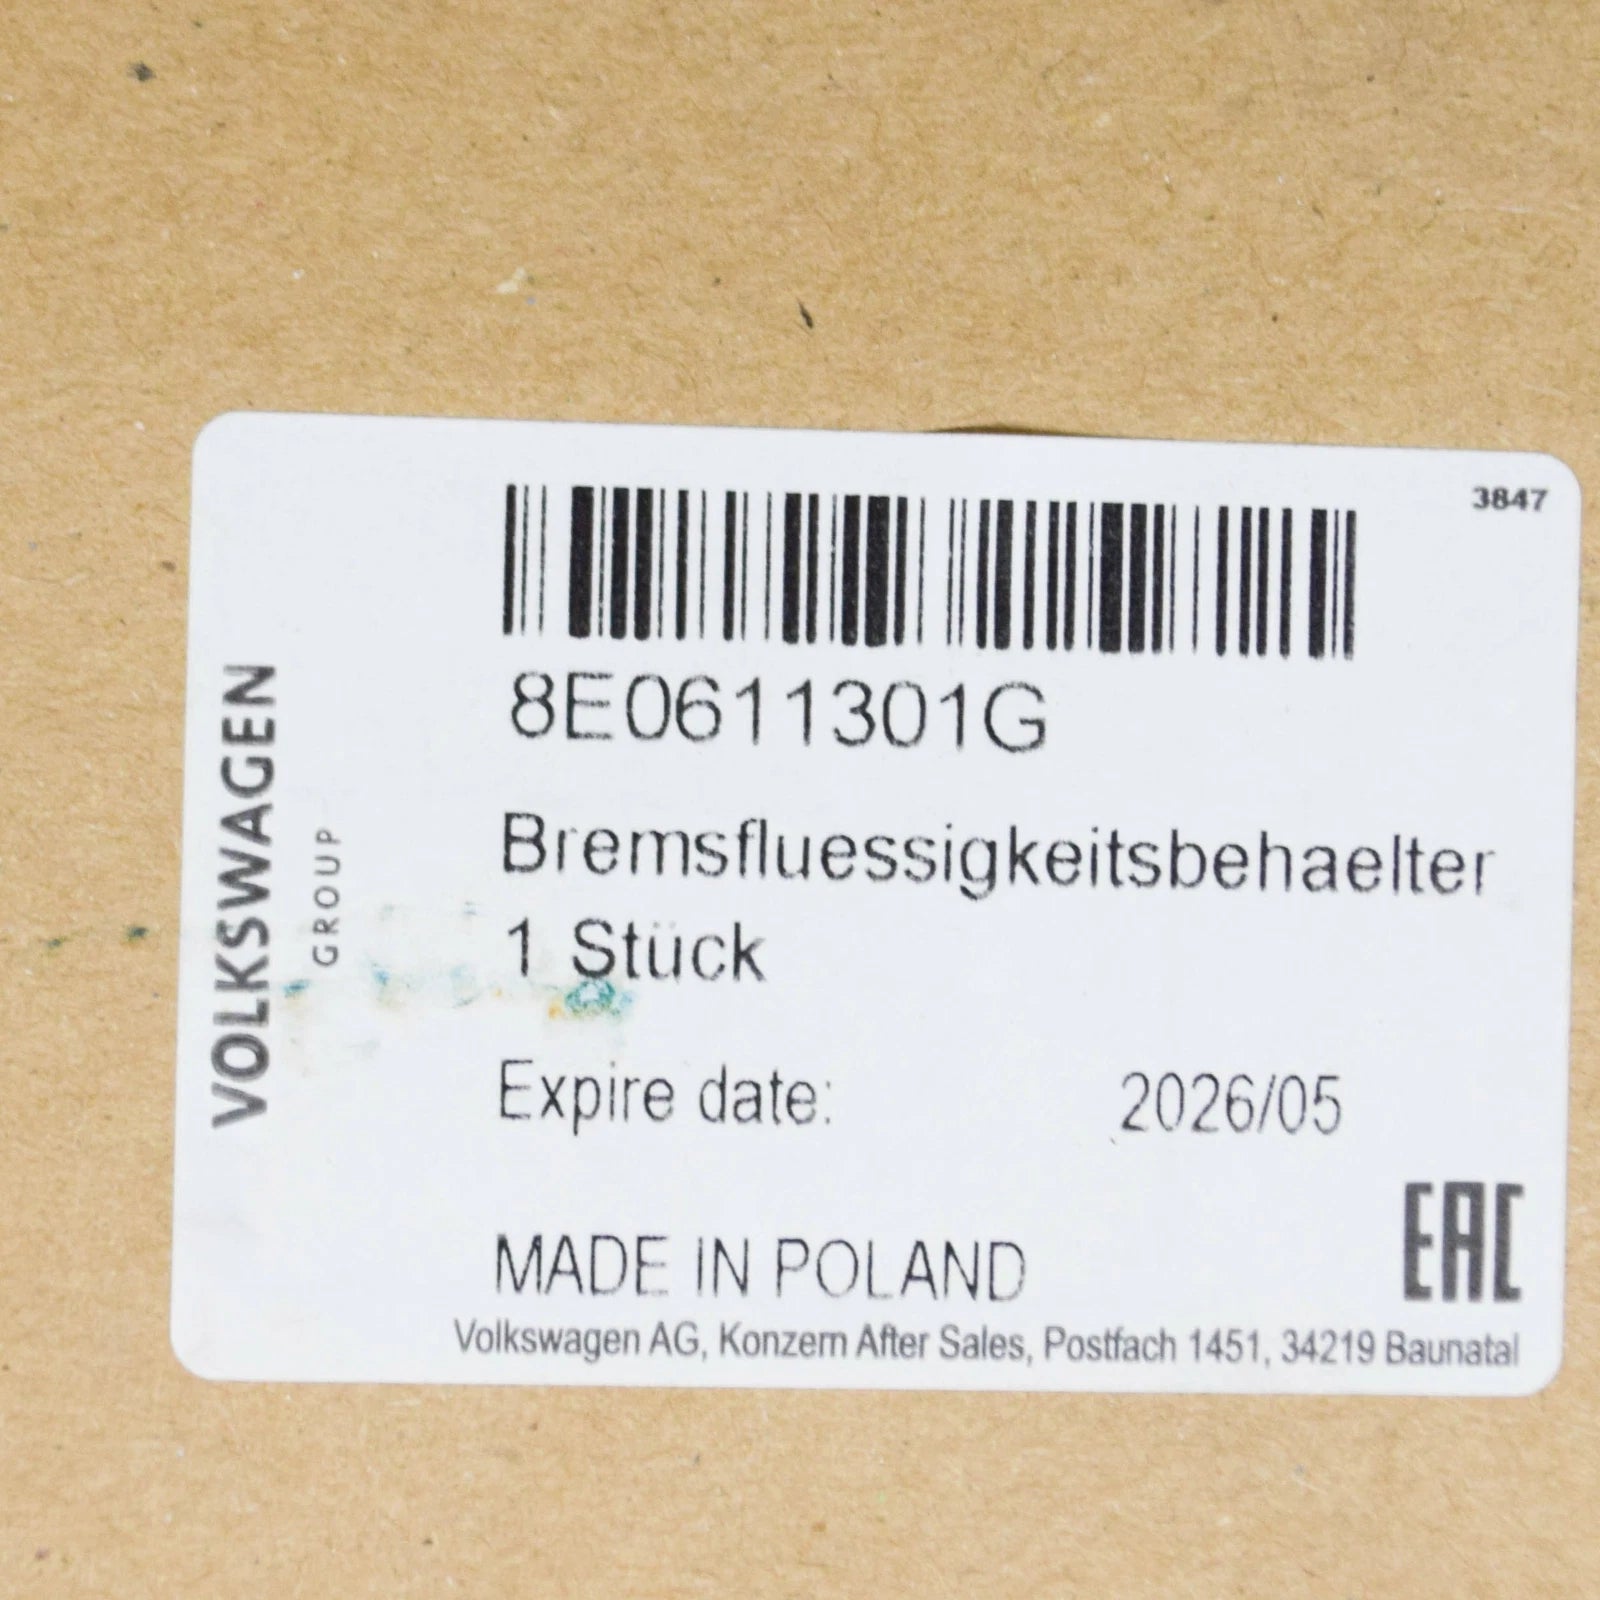 3847
8E0611301G
Bremsfluessigkeitsbehaelter
1 Stück
Expire date: 2026/05
MADE IN POLAND
EAC
Volkswagen AG, Konzern After Sales, Postfach 1451, 34219 Baunatal
VOLKSWAGEN
GROUP